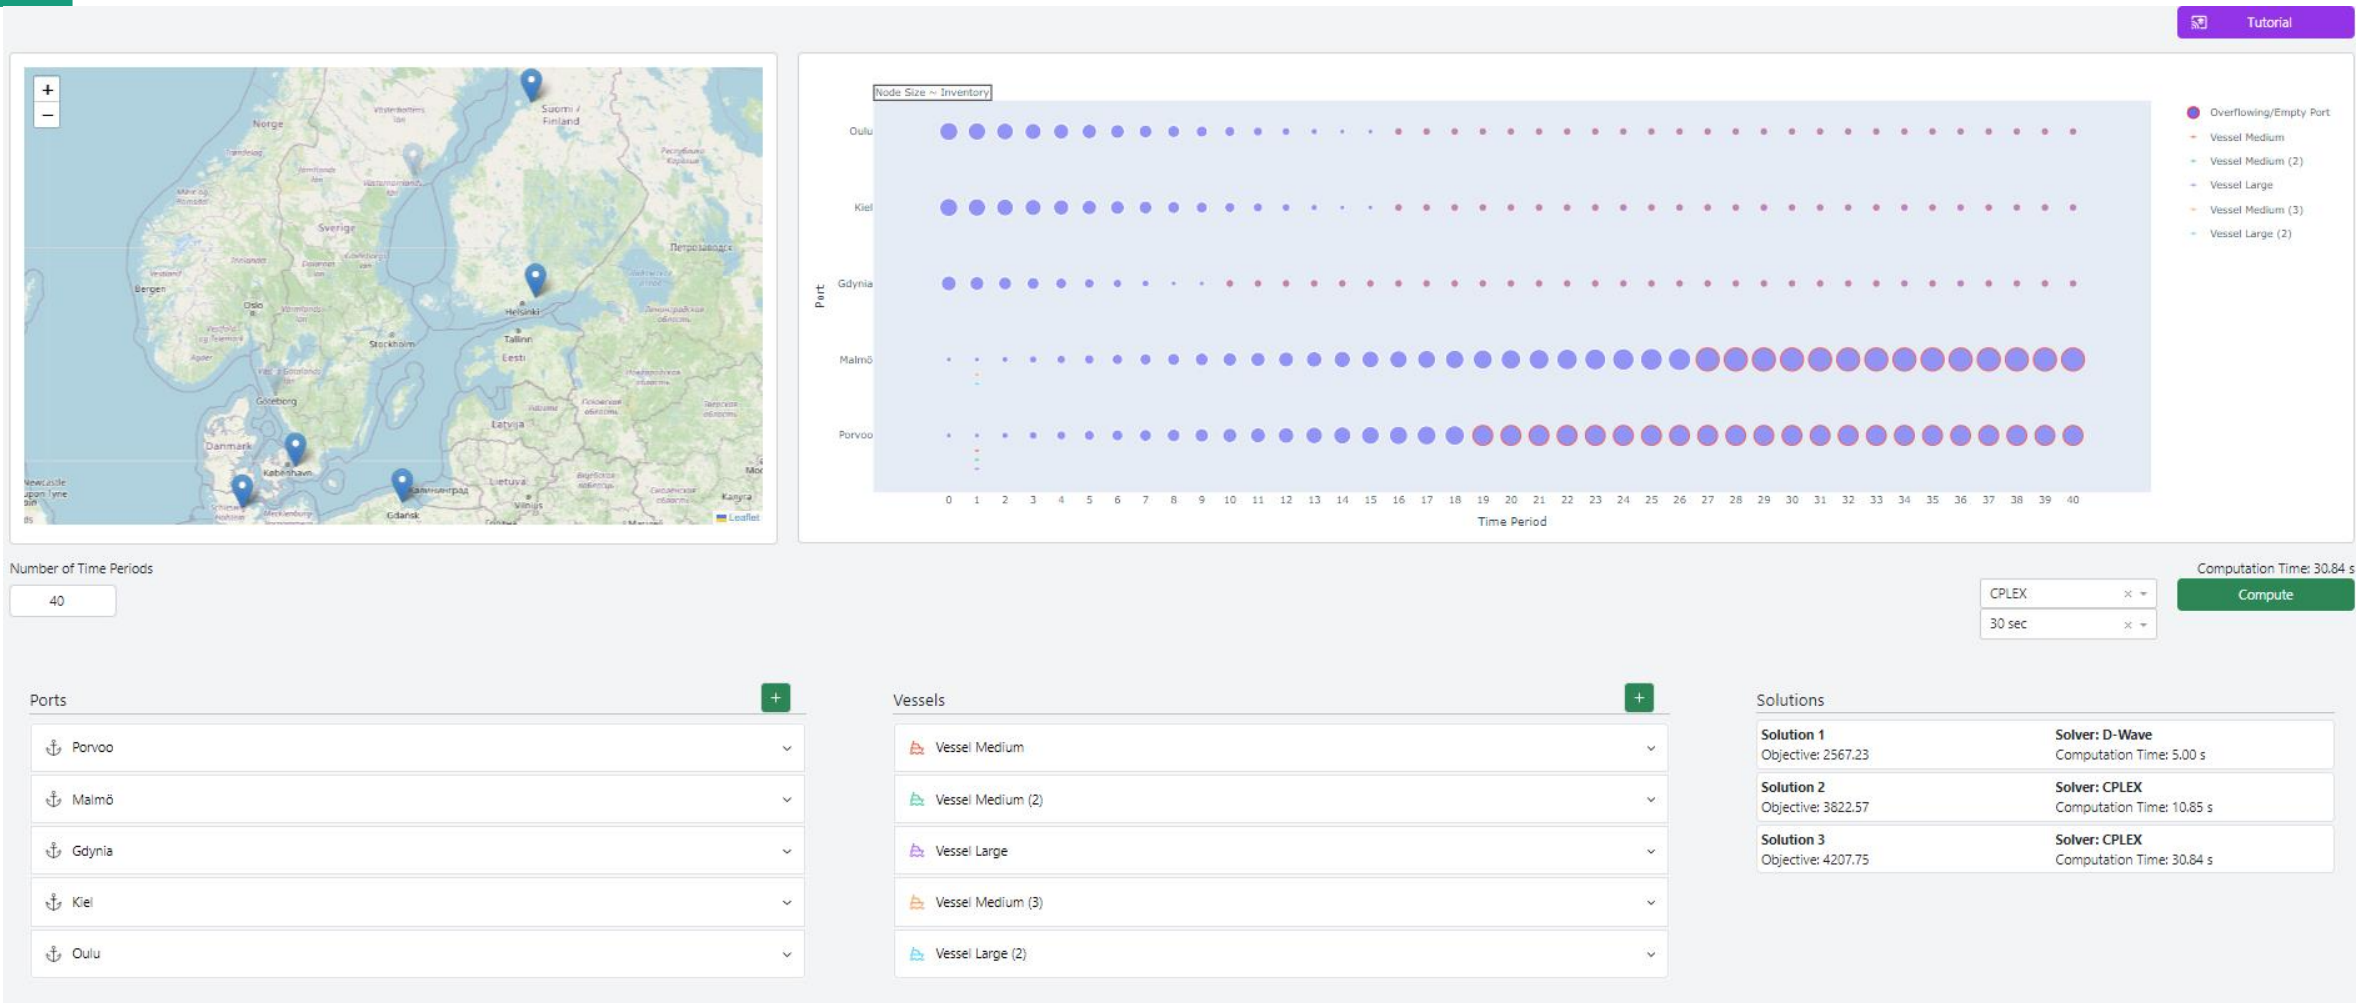 Tutorial
+
−
Norge
Suomi /
Finland
Sverige
Bergen
Oslo
Stockholm
Helsinki
Tallinn
Eesti
Göteborg
Latvija
Danmark
København
Lietuva
Vilnius
Калининград
Gdańsk
Калуга
Петрозаводск
Leaflet
Node Size ~ Inventory
Port
Oulu
Kiel
Gdynia
Malmö
Porvoo
0 1 2 3 4 5 6 7 8 9 10 11 12 13 14 15 16 17 18 19 20 21 22 23 24 25 26 27 28 29 30 31 32 33 34 35 36 37 38 39 40
Time Period
Overflowing/Empty Port
Vessel Medium
Vessel Medium (2)
Vessel Large
Vessel Medium (3)
Vessel Large (2)
Number of Time Periods
40
Computation Time: 30.84 s
CPLEX
Compute
30 sec
Ports
+
Porvoo
Malmö
Gdynia
Kiel
Oulu
Vessels
+
Vessel Medium
Vessel Medium (2)
Vessel Large
Vessel Medium (3)
Vessel Large (2)
Solutions
Solution 1 Solver: D-Wave
Objective: 2567.23 Computation Time: 5.00 s
Solution 2 Solver: CPLEX
Objective: 3822.57 Computation Time: 10.85 s
Solution 3 Solver: CPLEX
Objective: 4207.75 Computation Time: 30.84 s